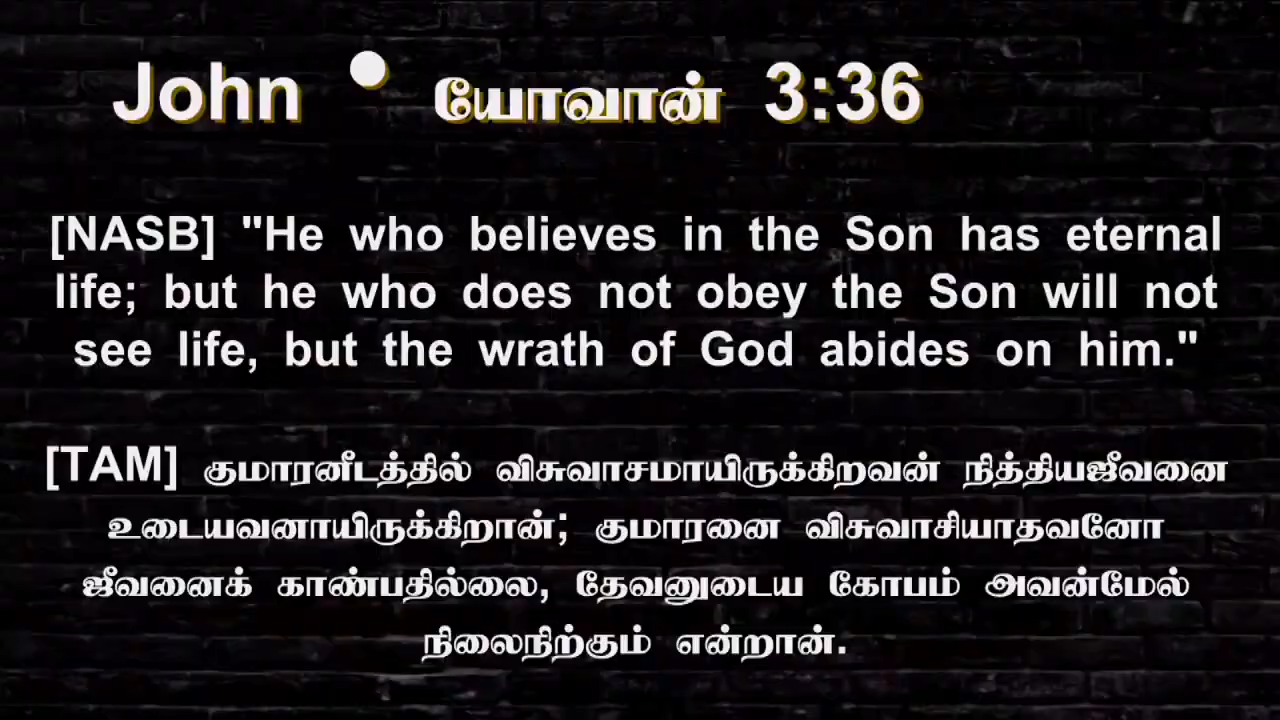 John • யோவான் 3:36
[NASB] "He who believes in the Son has eternal
life; but he who does not obey the Son will not
see life, but the wrath of God abides on him."
[TAM] குமாரனீடத்தில் விசுவாசமாயிருக்கிறவன் நித்தியஜீவனை
உடையவனாயிருக்கிறான்; குமாரனை விசுவாசியாதவனோ
ஜீவனைக் காண்பதில்லை, தேவனுடைய கோபம் அவன்மேல்
நிலைநிற்கும் என்றான்.